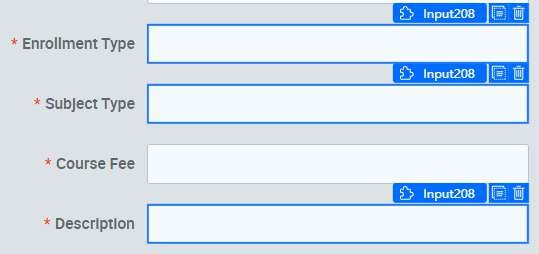 Input208
* Enrollment Type
Input208
* Subject Type
* Course Fee
Input208
* Description